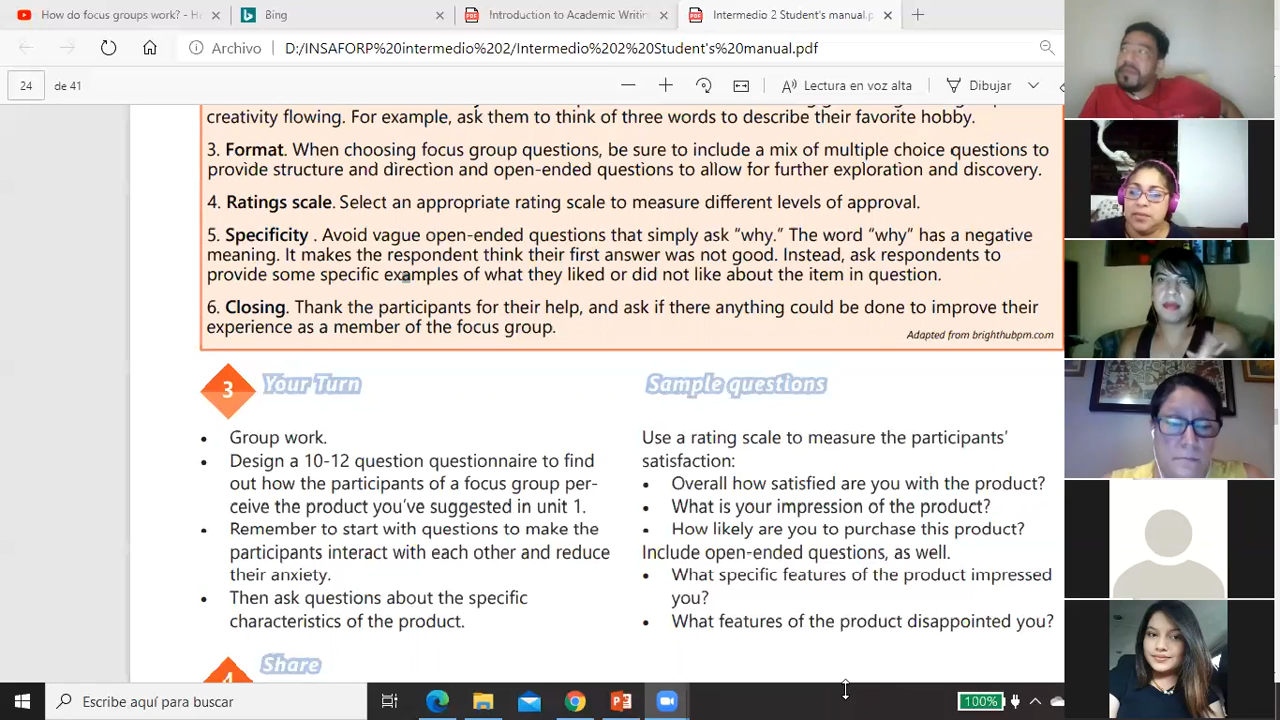 How do focus groups work? - He
Bing
Introduction to Academic Writin
Intermedio 2 Student's manual.p
Archivo
D:/INSAFORP%20intermedio%202/Intermedio%202%20Student's%20manual.pdf
24
de 41
Lectura en voz alta
Dibujar
creativity flowing. For example, ask them to think of three words to describe their favorite hobby.
3. Format. When choosing focus group questions, be sure to include a mix of multiple choice questions to
provide structure and direction and open-ended questions to allow for further exploration and discovery.
4. Ratings scale. Select an appropriate rating scale to measure different levels of approval.
5. Specificity . Avoid vague open-ended questions that simply ask “why.” The word “why” has a negative
meaning. It makes the respondent think their first answer was not good. Instead, ask respondents to
provide some specific examples of what they liked or did not like about the item in question.
6. Closing. Thank the participants for their help, and ask if there anything could be done to improve their
experience as a member of the focus group.
Adapted from brighthubpm.com
3
Your Turn
• Group work.
• Design a 10-12 question questionnaire to find
out how the participants of a focus group per-
ceive the product you’ve suggested in unit 1.
• Remember to start with questions to make the
participants interact with each other and reduce
their anxiety.
• Then ask questions about the specific
characteristics of the product.
Sample questions
Use a rating scale to measure the participants’
satisfaction:
• Overall how satisfied are you with the product?
• What is your impression of the product?
• How likely are you to purchase this product?
Include open-ended questions, as well.
• What specific features of the product impressed
you?
• What features of the product disappointed you?
4
Share
Escribe aquí para buscar
100%